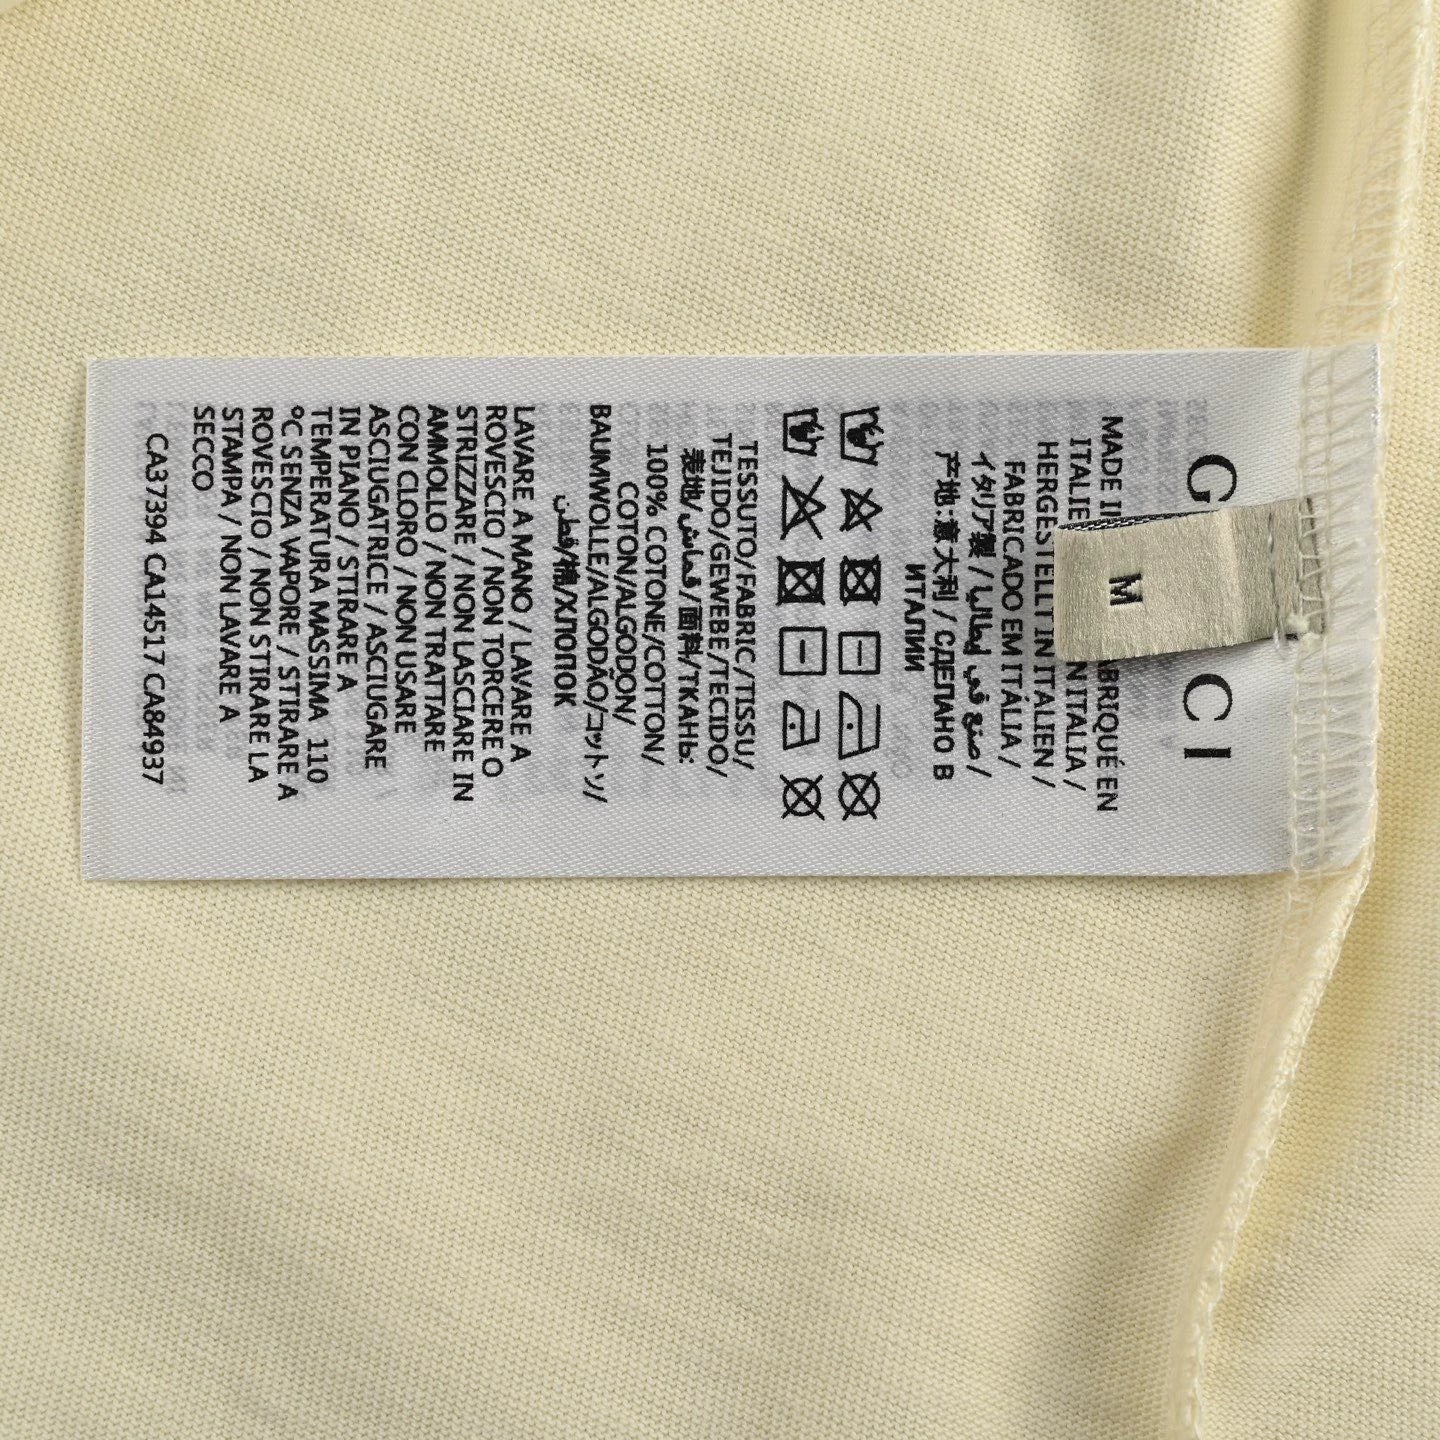 G CI
M
MADE IN
ABRIQUÉ EN
ITALIE
N ITALIA /
HERGESTELLT IN ITALIEN /
FABRICADO EM ITÁLIA /
イタリア製 / صنع في إيطاليا /
产地:意大利 / СДЕЛАНО В
ИТАЛИИ
TESSUTO/FABRIC/TISSU/
TEJIDO/GEWEBE/TECIDO/
表地/قماش/面料/ТКАНЬ:
100% COTONE/COTTON/
COTON/ALGODON/
BAUMWOLLE/ALGODÃO/コットソ/
قطن/棉/ХЛОПОК
LAVARE A MANO / LAVARE A
ROVESCIO / NON TORCERE O
STRIZZARE / NON LASCIARE IN
AMMOLLO / NON TRATTARE
CON CLORO / NON USARE
ASCIUGATRICE / ASCIUGARE
IN PIANO / STIRARE A
TEMPERATURA MASSIMA 110
°C SENZA VAPORE / STIRARE A
ROVESCIO / NON STIRARE LA
STAMPA / NON LAVARE A
SECCO
CA37394 CA14517 CA84937